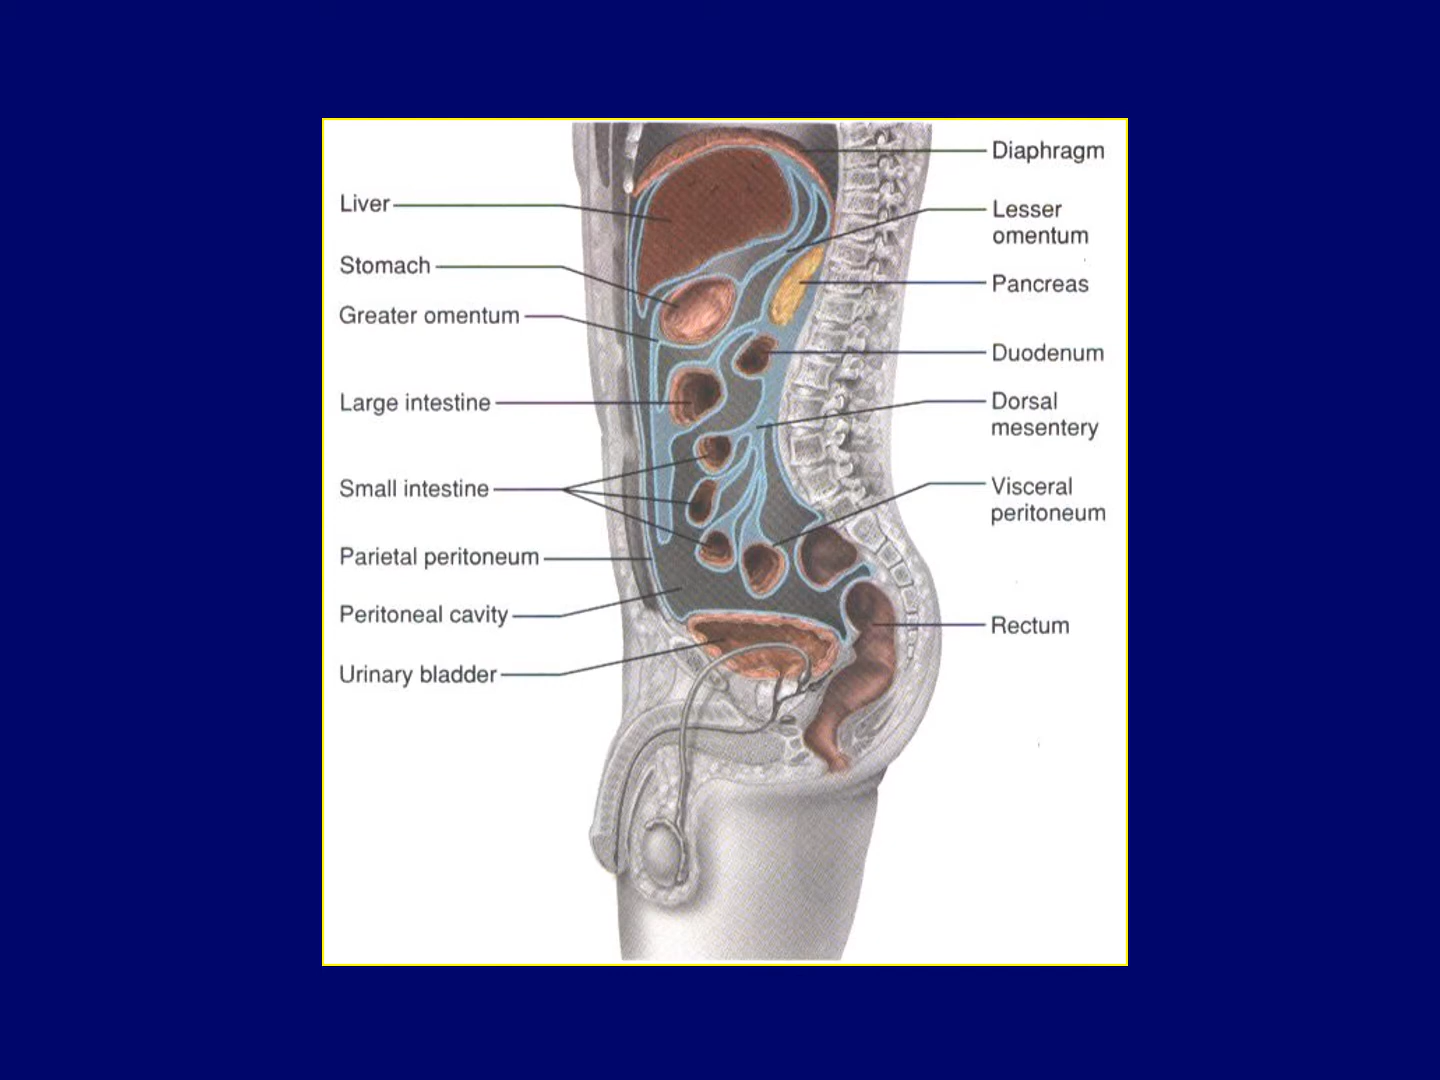 Liver
Stomach
Greater omentum
Large intestine
Small intestine
Parietal peritoneum
Peritoneal cavity
Urinary bladder
Diaphragm
Lesser
omentum
Pancreas
Duodenum
Dorsal
mesentery
Visceral
peritoneum
Rectum